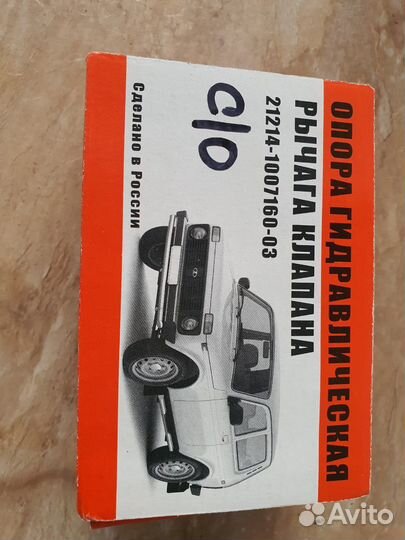 ОПОРА ГИДРАВЛИЧЕСКАЯ
РЫЧАГА КЛАПАНА
21214-1007160-03
с/о
Сделано в России
Avito